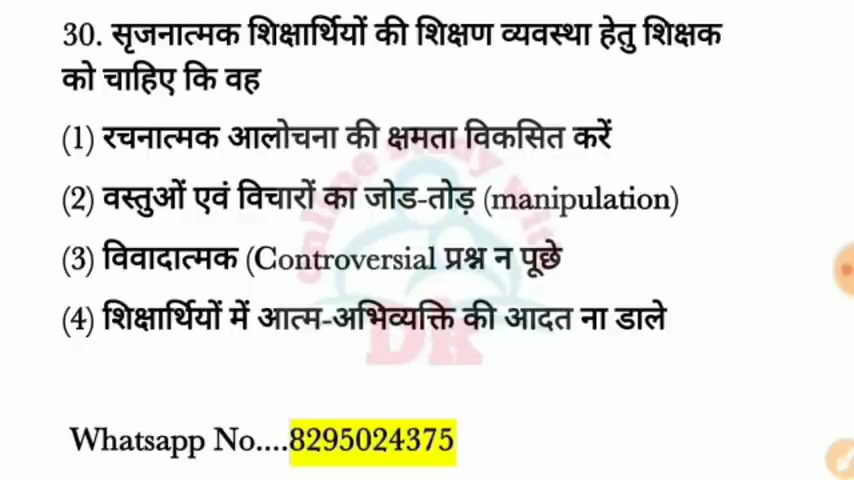 30. सृजनात्मक शिक्षार्थियों की शिक्षण व्यवस्था हेतु शिक्षक
को चाहिए कि वह
(1) रचनात्मक आलोचना की क्षमता विकसित करें
(2) वस्तुओं एवं विचारों का जोड-तोड़ (manipulation)
(3) विवादात्मक (Controversial प्रश्न न पूछे
(4) शिक्षार्थियों में आत्म-अभिव्यक्ति की आदत ना डाले
DK
Whatsapp No....8295024375